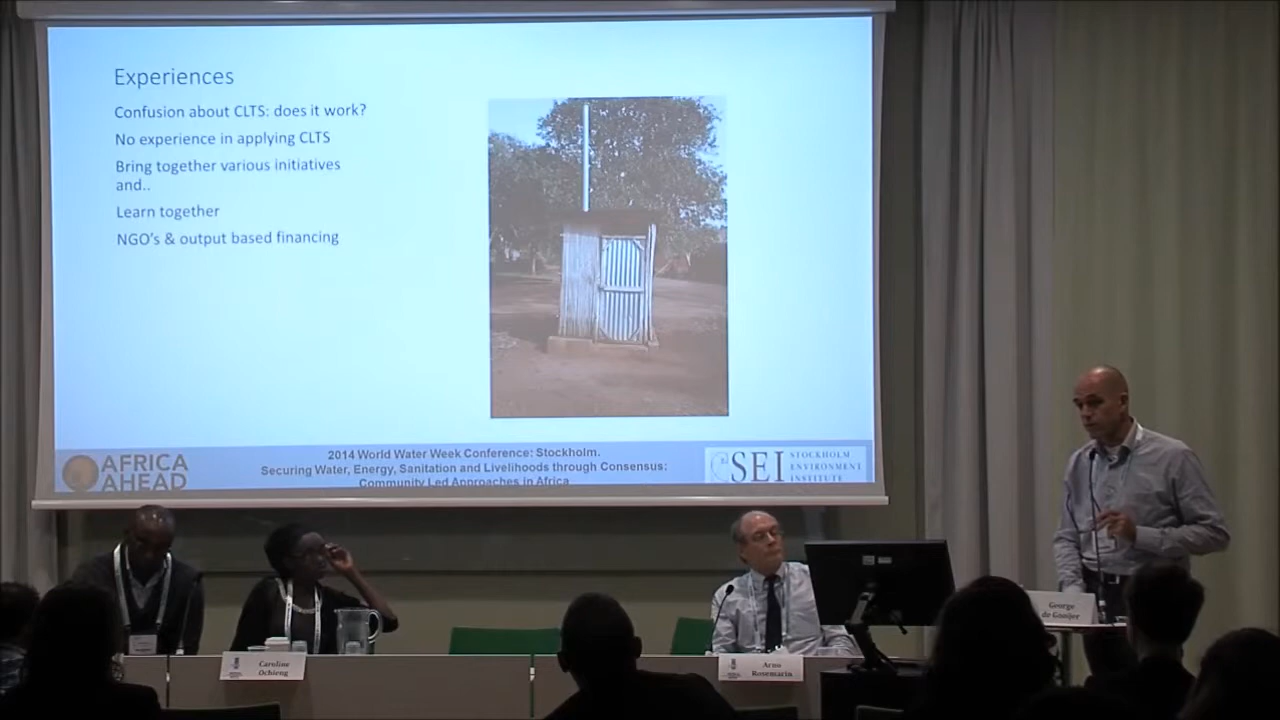 Experiences
Confusion about CLTS: does it work?
No experience in applying CLTS
Bring together various initiatives
and..
Learn together
NGO's & output based financing
AFRICA
AHEAD
2014 World Water Week Conference: Stockholm.
Securing Water, Energy, Sanitation and Livelihoods through Consensus:
Community Led Approaches in Africa
SEI
STOCKHOLM
ENVIRONMENT
INSTITUTE
Caroline
Ochieng
Arno
Rosemarin
George
de Gooijer